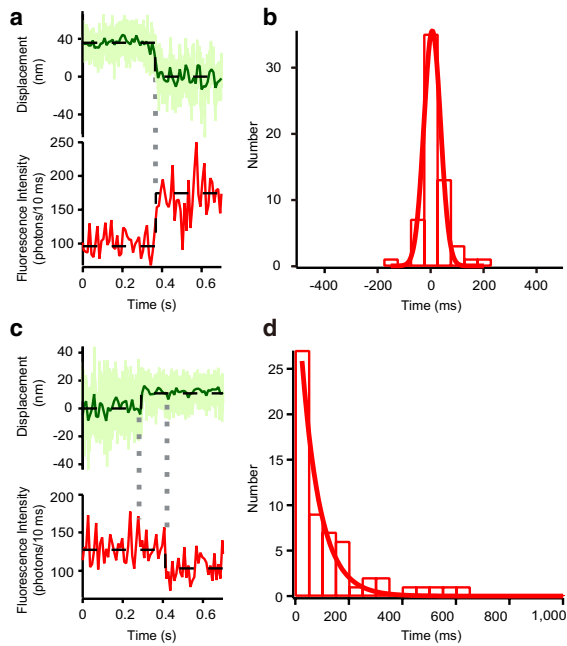 a
Displacement
(nm)
40
0
-40
Fluorescence Intensity
(photons/10 ms)
250
200
150
100
0 0.2 0.4 0.6
Time (s)
b
Number
30
20
10
0
-400 -200 0 200 400
Time (ms)
c
Displacement
(nm)
40
20
0
-20
-40
Fluorescence Intensity
(photons/10 ms)
200
150
100
0 0.2 0.4 0.6
Time (s)
d
Number
25
20
15
10
5
0
0 200 400 600 800 1,000
Time (ms)